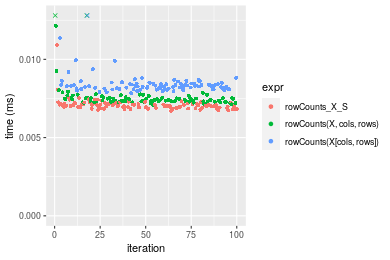 0.010
0.005
0.000
time (ms)
0
25
50
75
100
iteration
expr
rowCounts_X_S
rowCounts(X, cols, rows)
rowCounts(X[cols, rows])